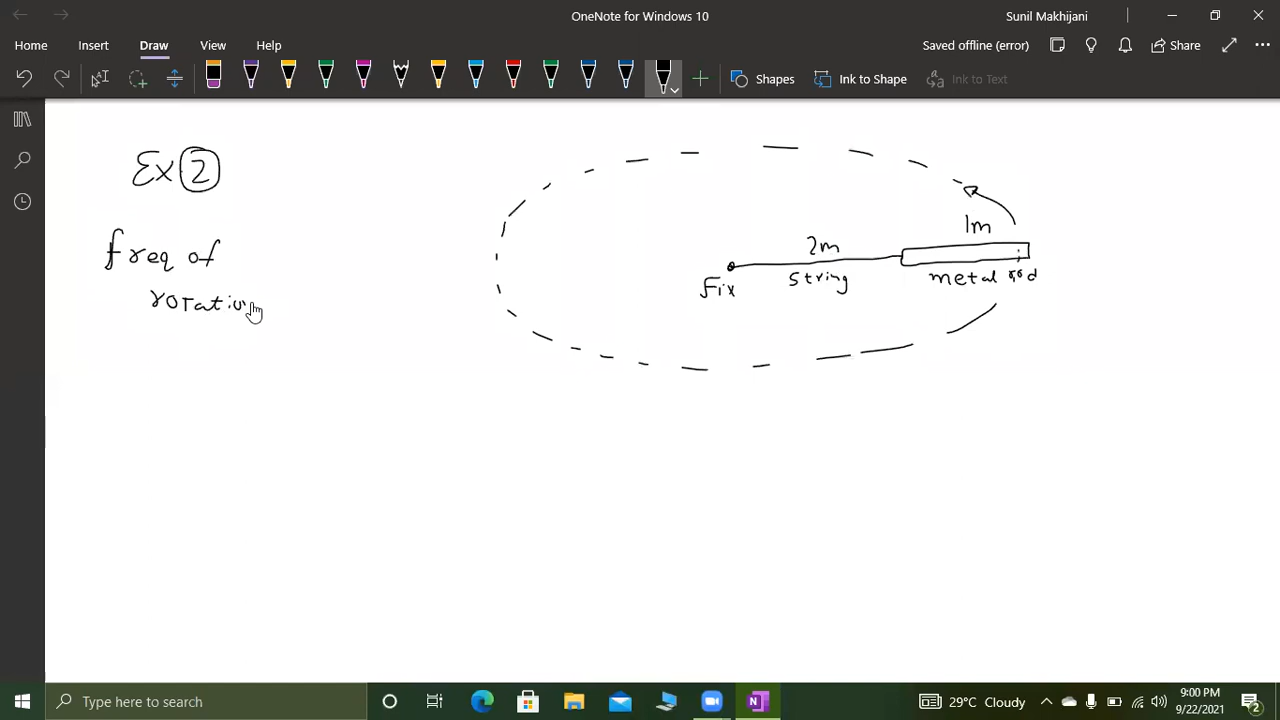 OneNote for Windows 10
Sunil Makhijani
Home
Insert
Draw
View
Help
Saved offline (error)
Share
Shapes
Ink to Shape
Ink to Text
Ex 2
freq of
rotation
1m
2m
string
metal rod
fix
Type here to search
29°C Cloudy
9:00 PM
9/22/2021
2